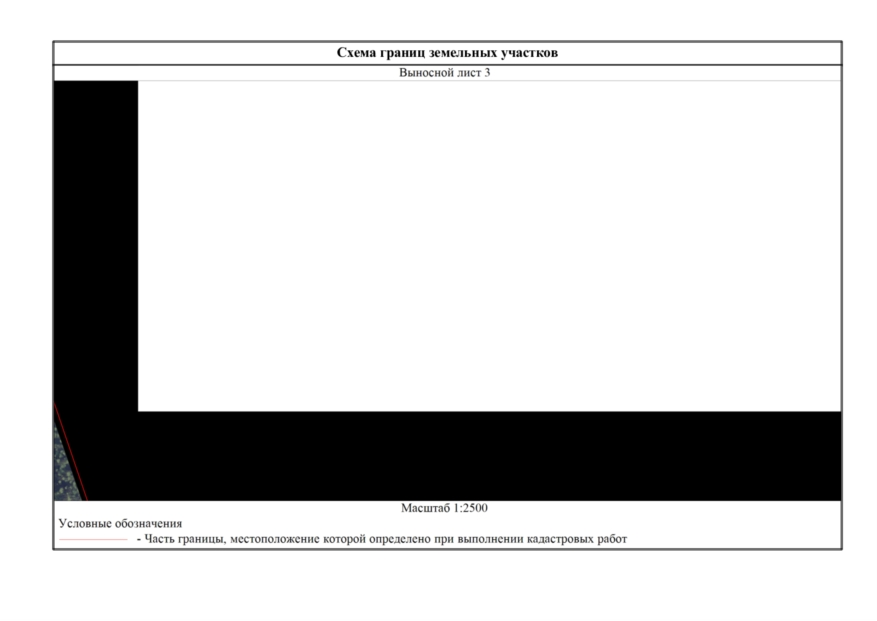 Схема границ земельных участков
Выносной лист 3
Масштаб 1:2500
Условные обозначения
- Часть границы, местоположение которой определено при выполнении кадастровых работ